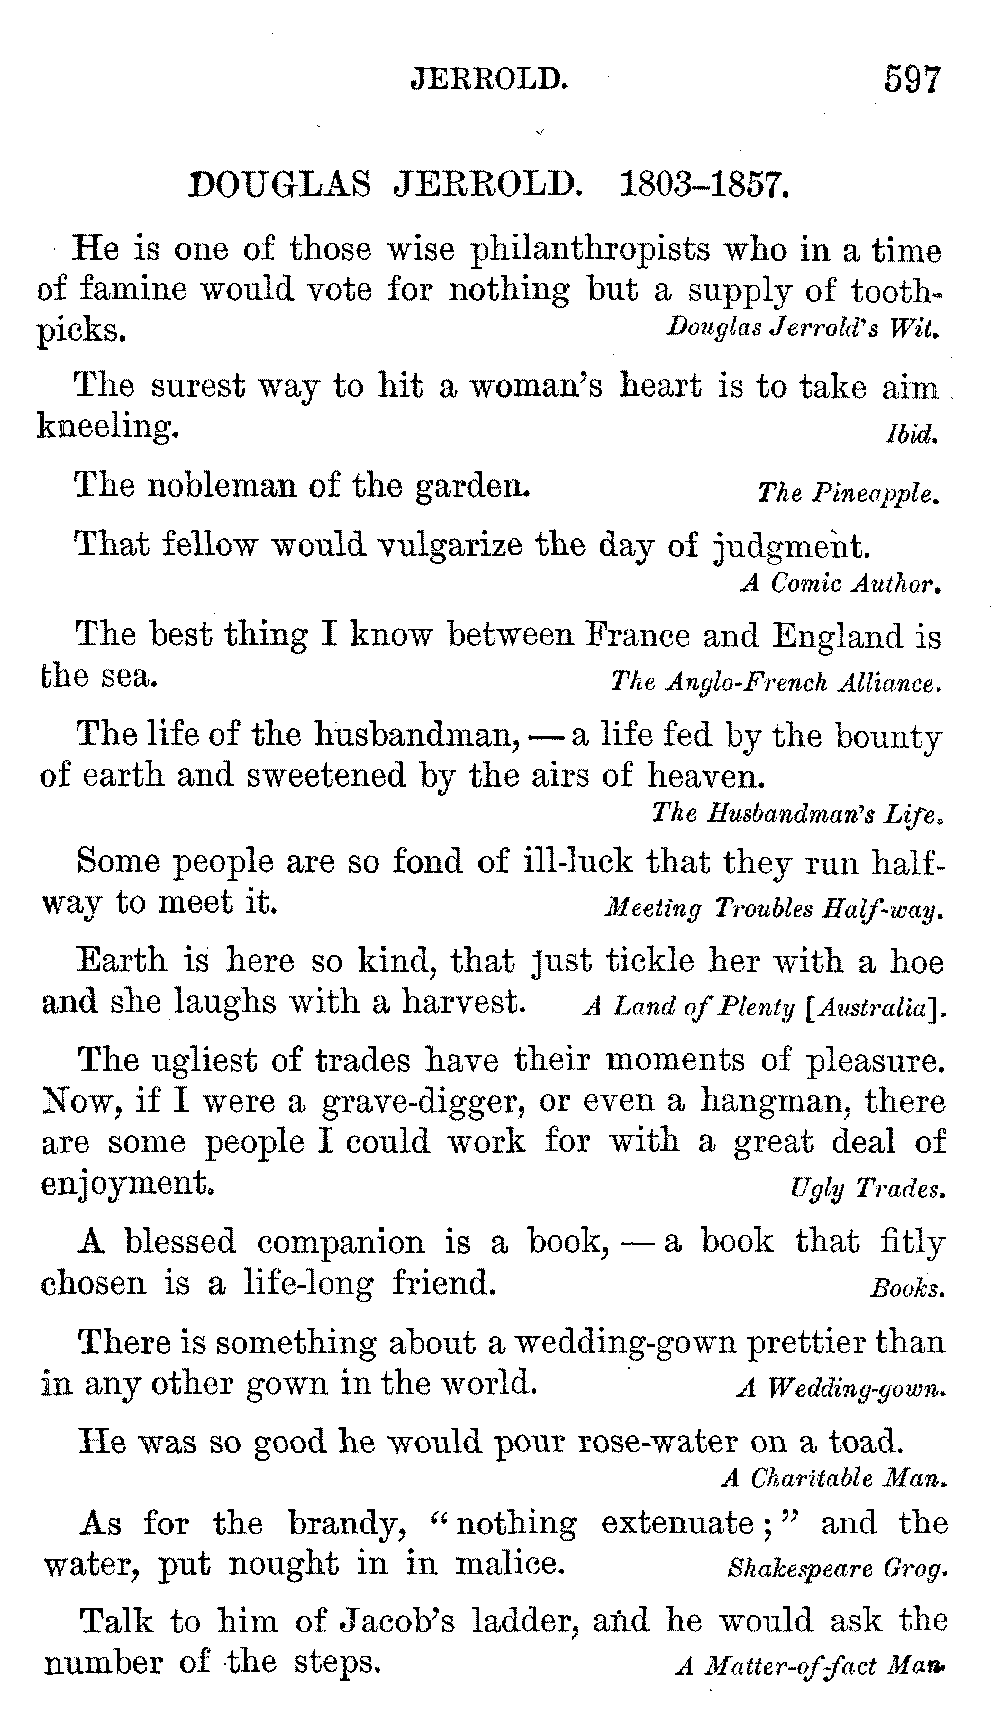 JERROLD. 597
DOUGLAS JERROLD. 1803–1857.
He is one of those wise philanthropists who in a time
of famine would vote for nothing but a supply of tooth-
picks. Douglas Jerrold's Wit.
The surest way to hit a woman's heart is to take aim
kneeling. Ibid.
The nobleman of the garden. The Pineapple.
That fellow would vulgarize the day of judgment.
A Comic Author.
The best thing I know between France and England is
the sea. The Anglo-French Alliance.
The life of the husbandman, — a life fed by the bounty
of earth and sweetened by the airs of heaven.
The Husbandman's Life.
Some people are so fond of ill-luck that they run half-
way to meet it. Meeting Troubles Half-way.
Earth is here so kind, that just tickle her with a hoe
and she laughs with a harvest. A Land of Plenty [Australia].
The ugliest of trades have their moments of pleasure.
Now, if I were a grave-digger, or even a hangman, there
are some people I could work for with a great deal of
enjoyment. Ugly Trades.
A blessed companion is a book, — a book that fitly
chosen is a life-long friend. Books.
There is something about a wedding-gown prettier than
in any other gown in the world. A Wedding-gown.
He was so good he would pour rose-water on a toad.
A Charitable Man.
As for the brandy, "nothing extenuate;" and the
water, put nought in in malice. Shakespeare Grog.
Talk to him of Jacob's ladder, and he would ask the
number of the steps. A Matter-of-fact Man.